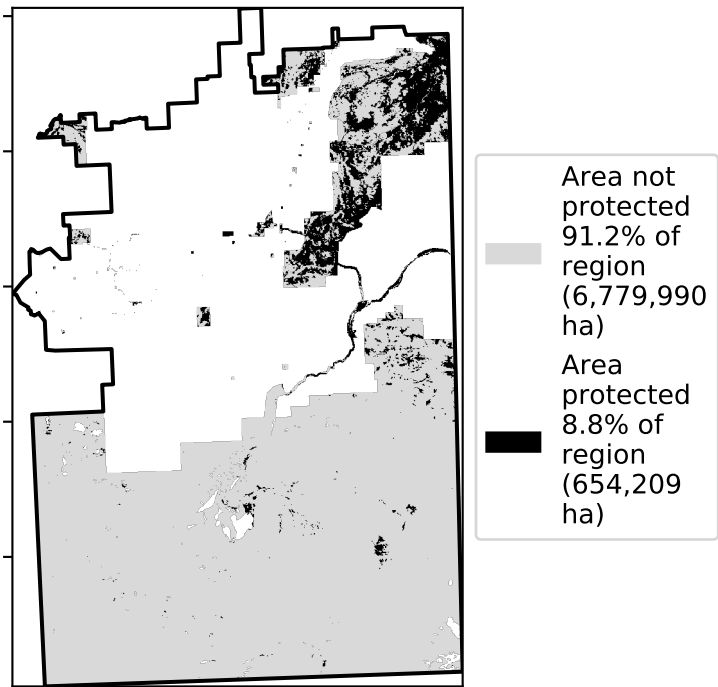 Area not
protected
91.2% of
region
(6,779,990
ha)
Area
protected
8.8% of
region
(654,209
ha)